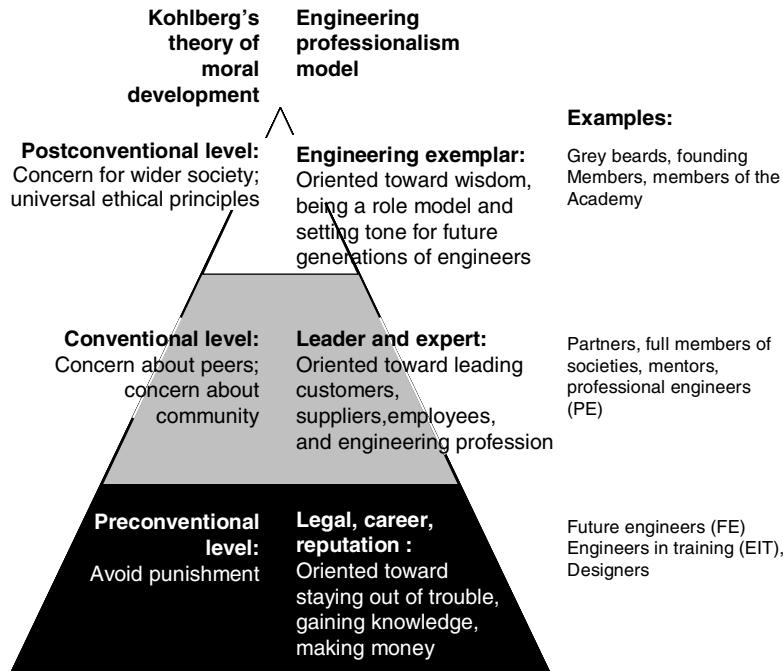 Kohlberg's
theory of
moral
development
Engineering
professionalism
model
Examples:
Postconventional level:
Concern for wider society;
universal ethical principles
Engineering exemplar:
Oriented toward wisdom,
being a role model and
setting tone for future
generations of engineers
Grey beards, founding
Members, members of the
Academy
Conventional level:
Concern about peers;
concern about
community
Leader and expert:
Oriented toward leading
customers,
suppliers,employees,
and engineering profession
Partners, full members of
societies, mentors,
professional engineers
(PE)
Preconventional
level:
Avoid punishment
Legal, career,
reputation :
Oriented toward
staying out of trouble,
gaining knowledge,
making money
Future engineers (FE)
Engineers in training (EIT),
Designers